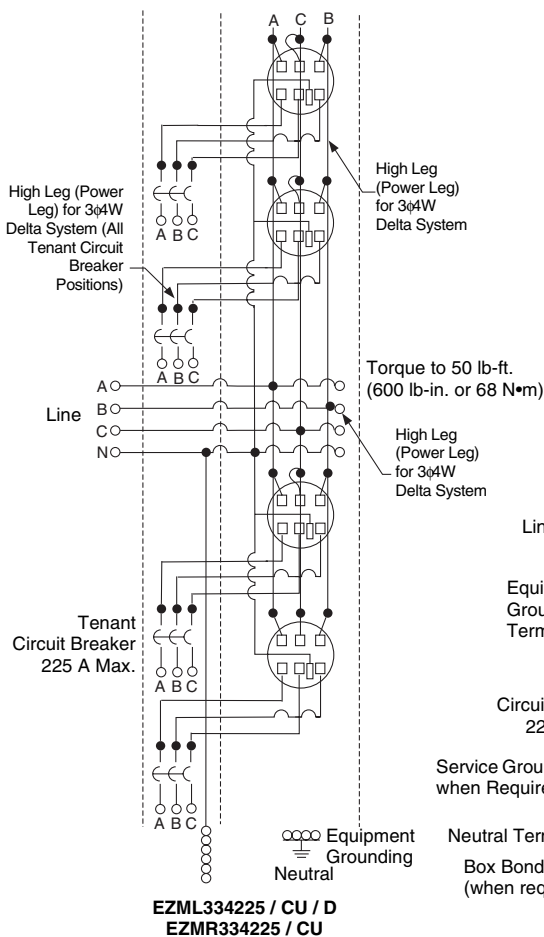 A C B
High Leg
(Power Leg)
for 3ϕ4W
Delta System
High Leg (Power
Leg) for 3ϕ4W
Delta System (All
Tenant Circuit
Breaker
Positions)
A B C
A B C
Torque to 50 lb-ft.
(600 lb-in. or 68 N•m)
Line
A
B
C
N
High Leg
(Power Leg)
for 3ϕ4W
Delta System
Lin
Equi
Grou
Term
Tenant
Circuit Breaker
225 A Max.
A B C
Circui
22
Service Grou
when Require
A B C
Equipment
Grounding
Neutral
Neutral Term
Box Bond
(when req
EZML334225 / CU / D
EZMR334225 / CU